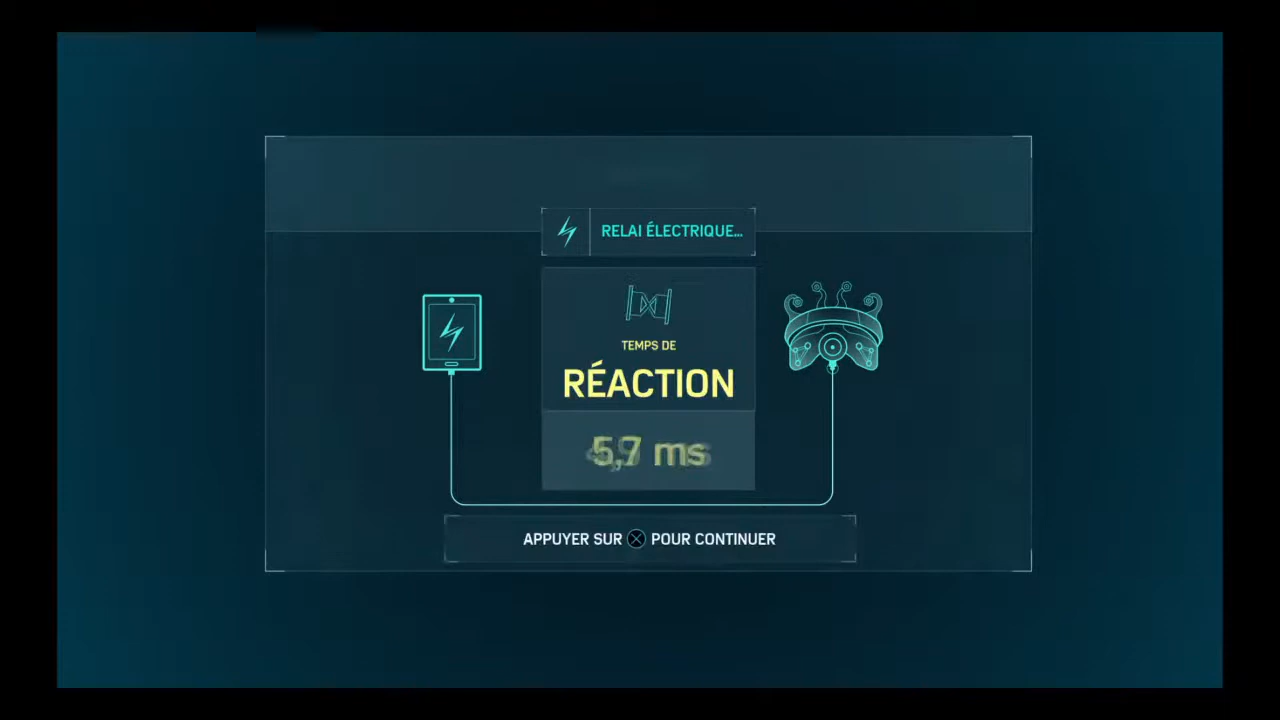 RELAI ÉLECTRIQUE...
TEMPS DE
RÉACTION
5,7 ms
APPUYER SUR POUR CONTINUER